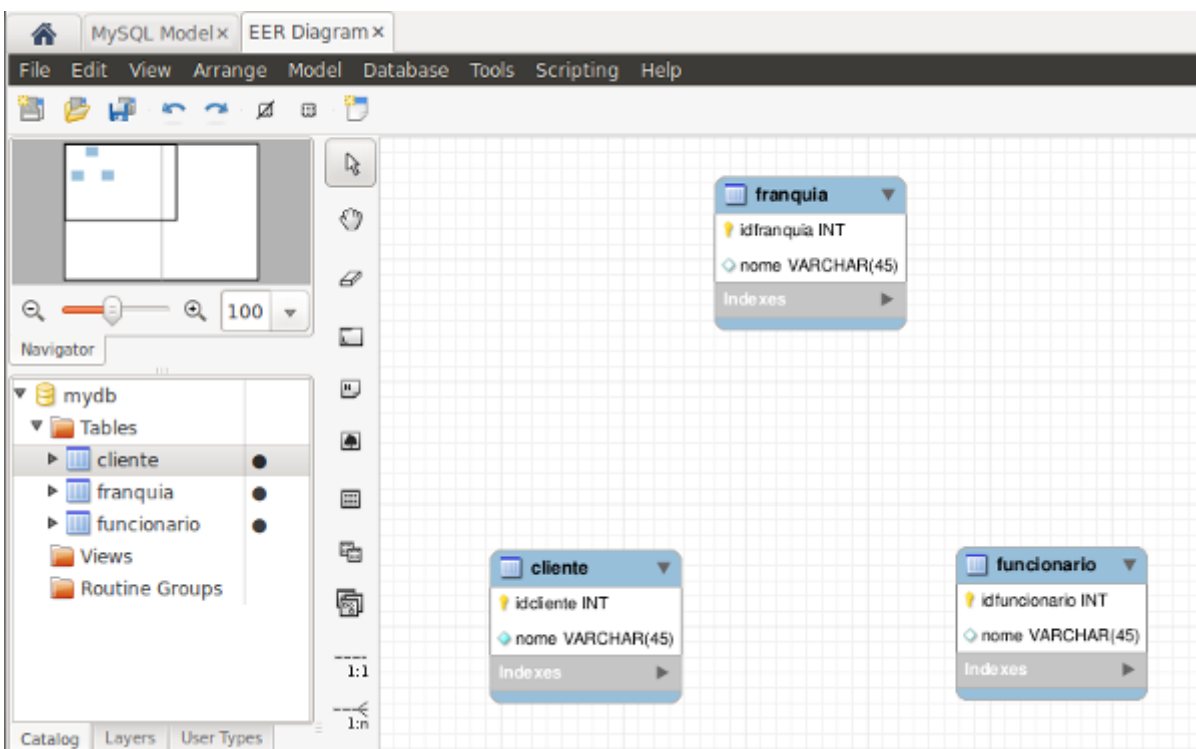 MySQL Model× EER Diagram×
File Edit View Arrange Model Database Tools Scripting Help
100
Navigator
mydb
Tables
cliente
franquia
funcionario
Views
Routine Groups
Catalog Layers User Types
1:1
1:n
franquia
idfranquia INT
nome VARCHAR(45)
Indexes
cliente
idcliente INT
nome VARCHAR(45)
Indexes
funcionario
idfuncionario INT
nome VARCHAR(45)
Indexes